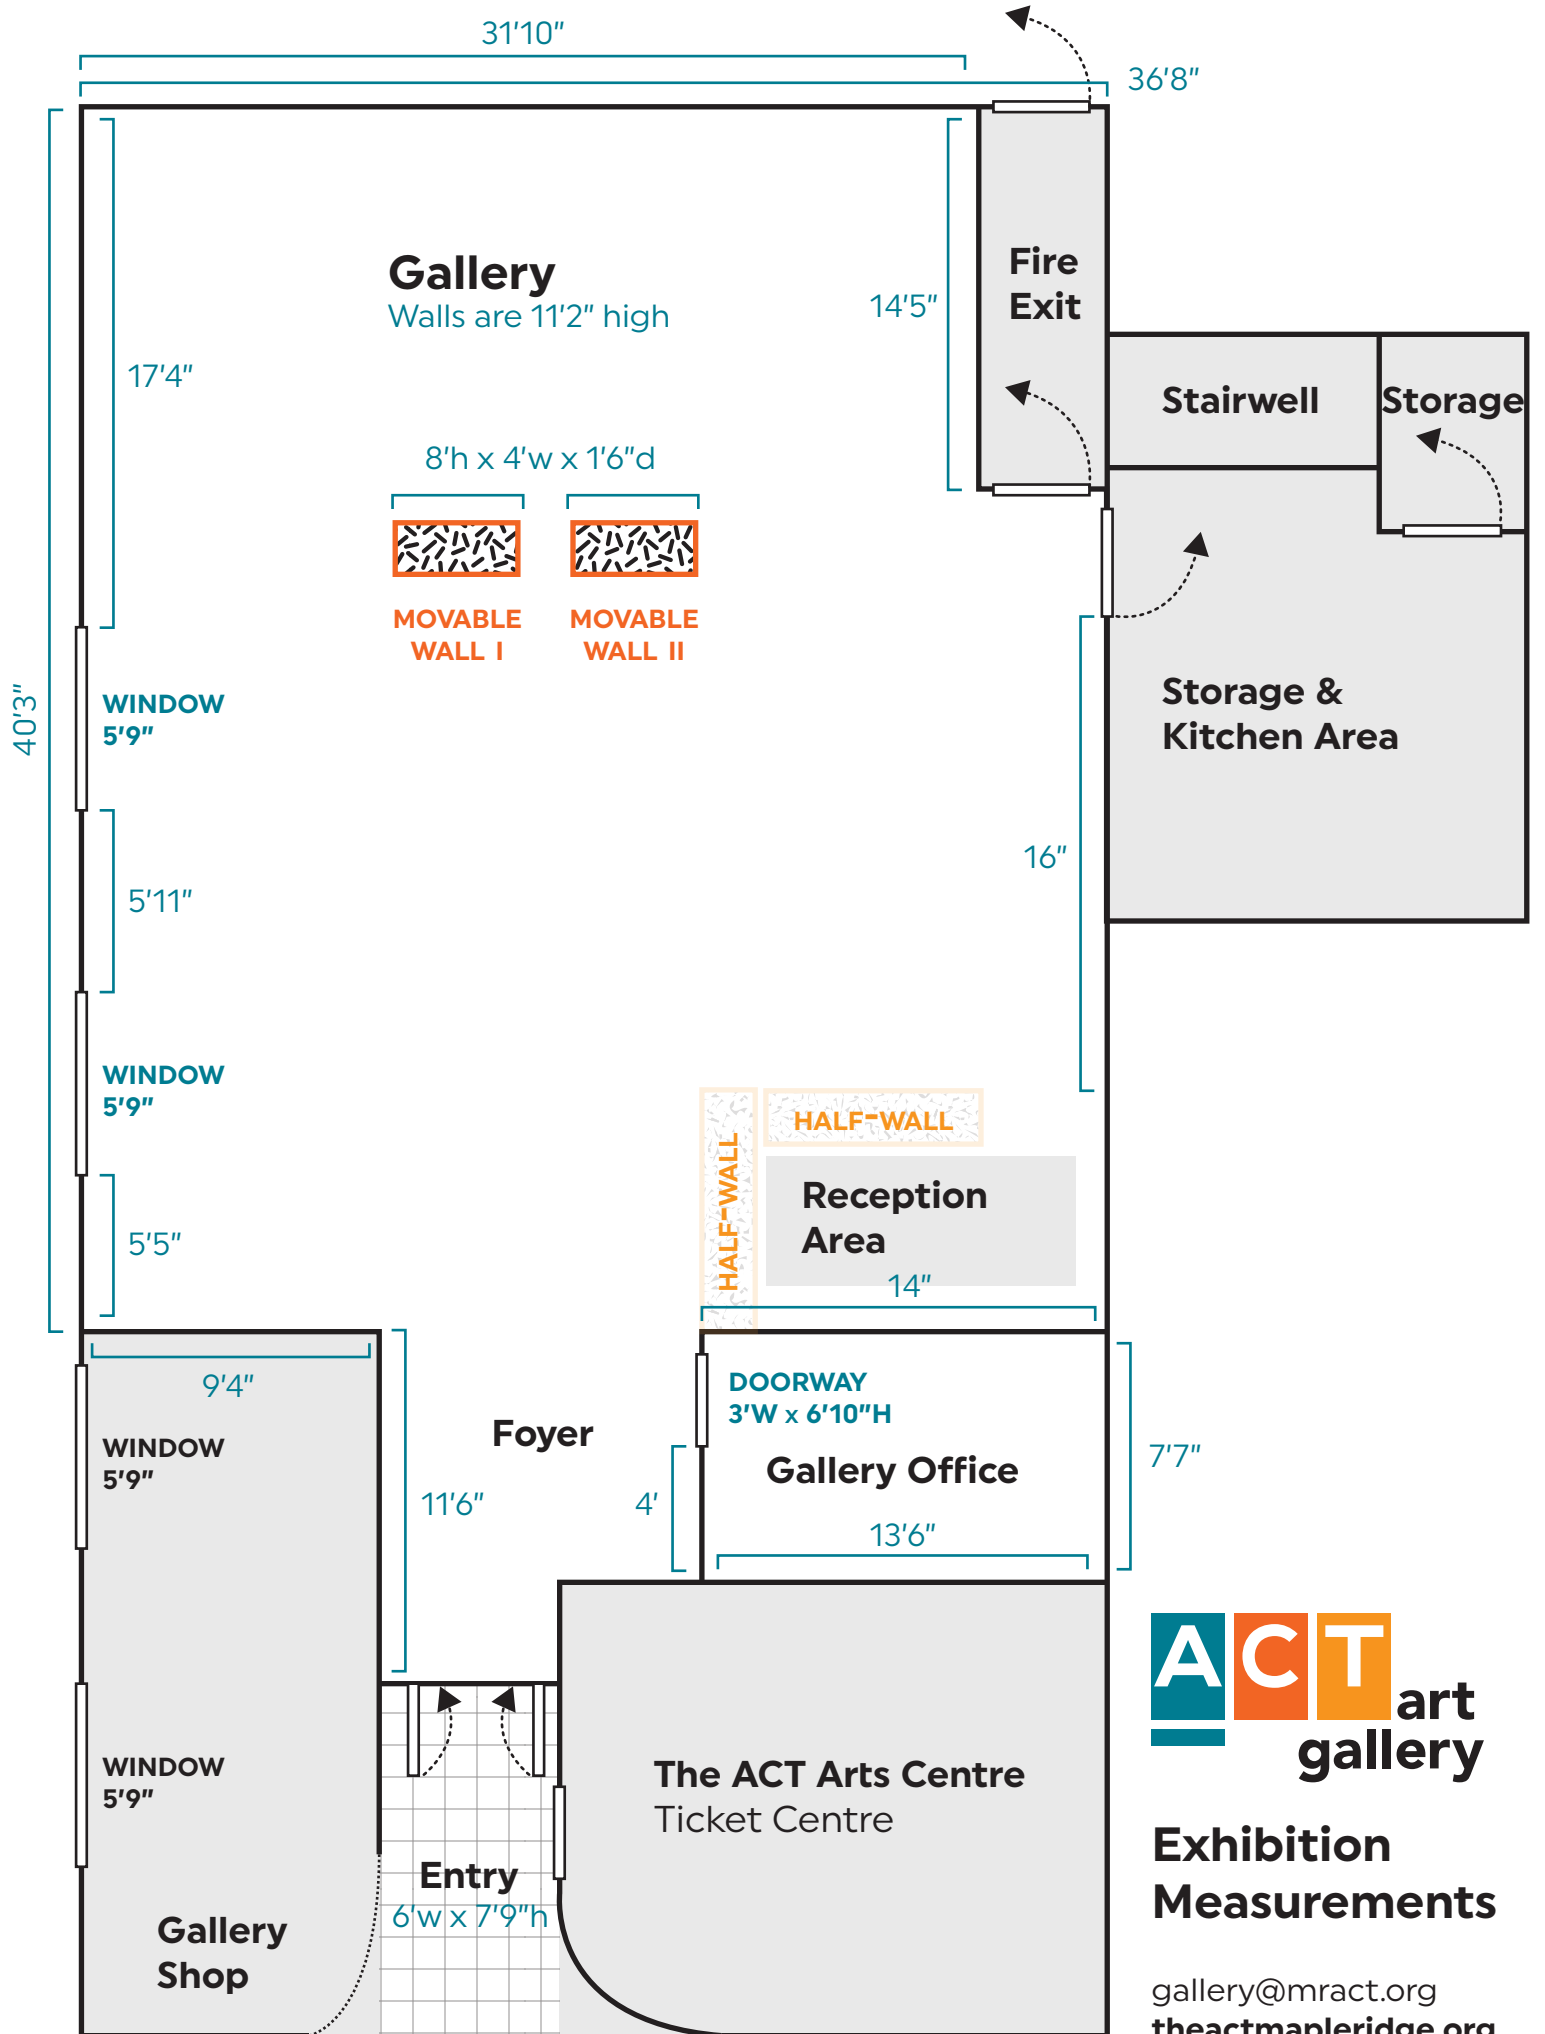 31'10"
36'8"
Gallery
Walls are 11'2" high
Fire
Exit
14'5"
17'4"
Stairwell
Storage
8'h x 4'w x 1'6"d
MOVABLE
WALL I
MOVABLE
WALL II
40'3"
WINDOW
5'9"
Storage &
Kitchen Area
16"
5'11"
WINDOW
5'9"
HALF-WALL
HALF-WALL
Reception
Area
5'5"
14"
9'4"
DOORWAY
3'W x 6'10"H
Foyer
WINDOW
5'9"
Gallery Office
7'7"
11'6"
4'
13'6"
ACT art
gallery
WINDOW
5'9"
The ACT Arts Centre
Ticket Centre
Entry
6'w x 7'9"h
Exhibition
Measurements
Gallery
Shop
gallery@mract.org
theactmapleridge.org